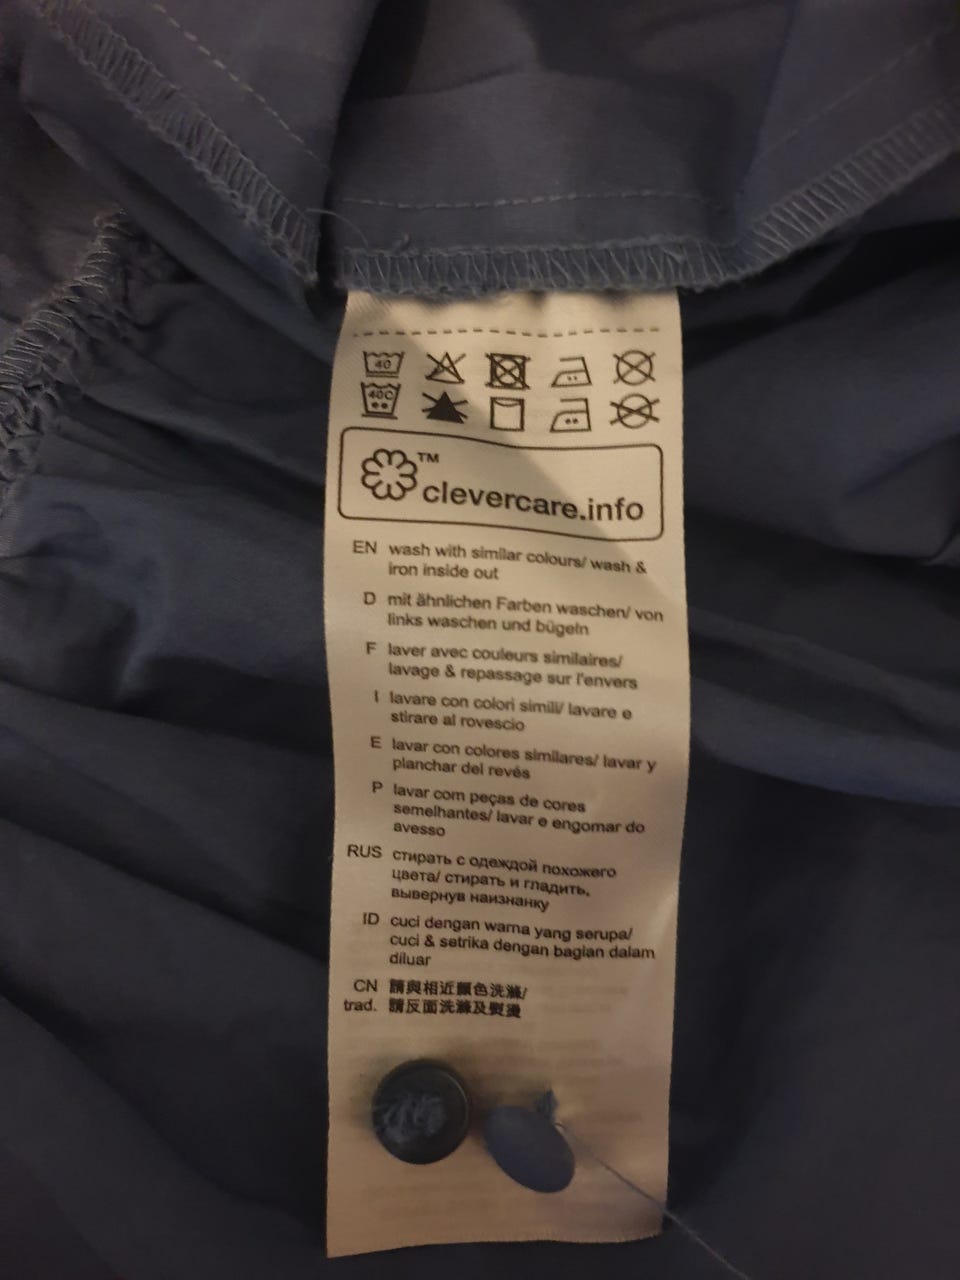 40
40C
™
clevercare.info
EN wash with similar colours/ wash &
iron inside out
D mit ähnlichen Farben waschen/ von
links waschen und bügeln
F laver avec couleurs similaires/
lavage & repassage sur l'envers
I lavare con colori simili/ lavare e
stirare al rovescio
E lavar con colores similares/ lavar y
planchar del revés
P lavar com peças de cores
semelhantes/ lavar e engomar do
avesso
RUS стирать с одеждой похожего
цвета/ стирать и гладить,
вывернув наизнанку
ID cuci dengan warna yang serupa/
cuci & setrika dengan bagian dalam
diluar
CN 請與相近顏色洗滌/
trad. 請反面洗滌及熨燙